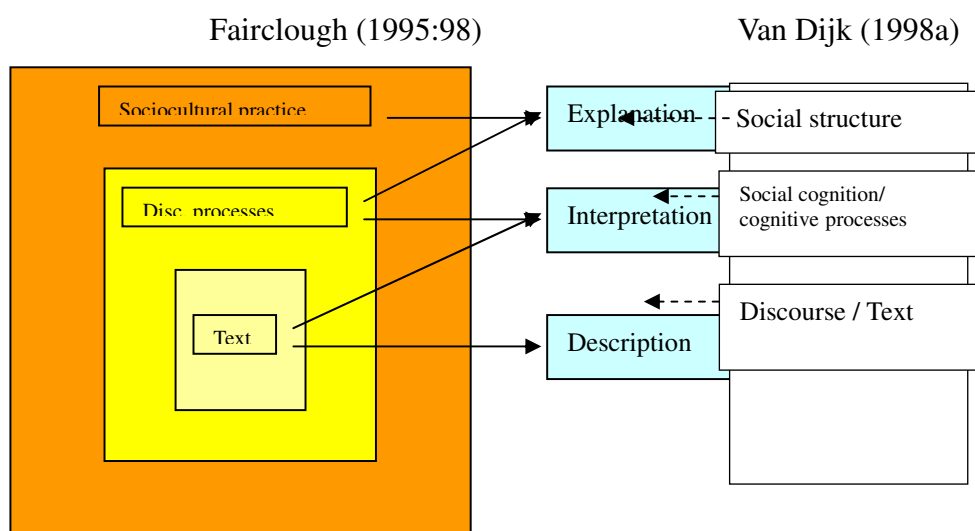 Fairclough (1995:98)
Van Dijk (1998a)
Sociocultural practice
Explanation
Social structure
Disc. processes
Interpretation
Social cognition/
cognitive processes
Text
Description
Discourse / Text